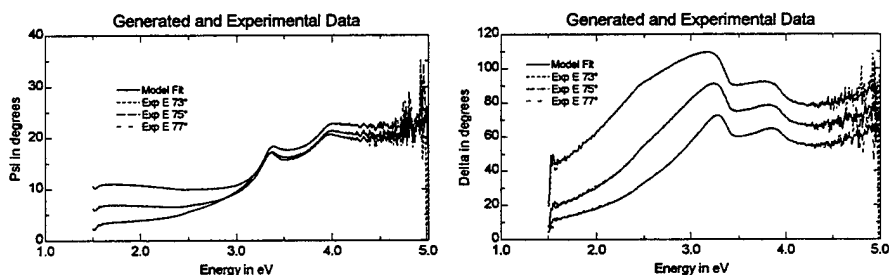 Generated and Experimental Data
40
30
20
10
0
Psi in degrees
Model Fit
Exp E 73°
Exp E 75°
Exp E 77°
1.0 2.0 3.0 4.0 5.0
Energy in eV
Generated and Experimental Data
120
100
80
60
40
20
0
Delta in degrees
Model Fit
Exp E 73°
Exp E 75°
Exp E 77°
1.0 2.0 3.0 4.0 5.0
Energy in eV